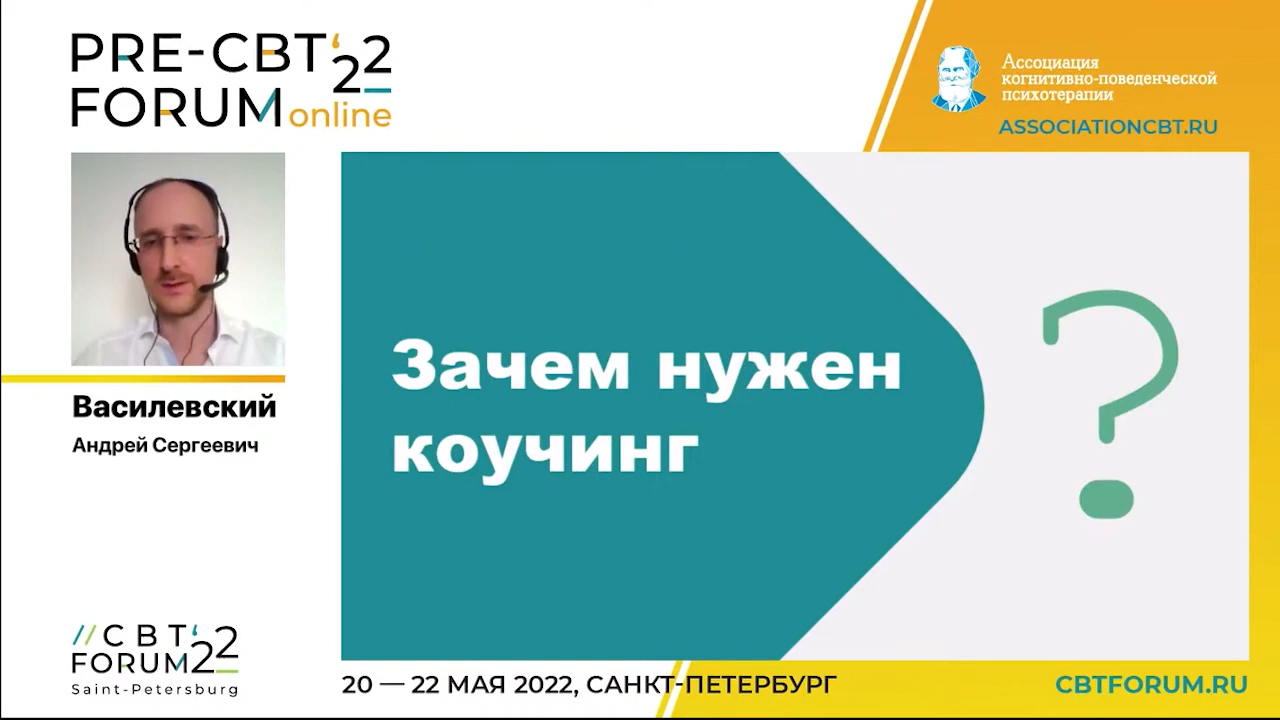 PRE-CBT'22
FORUM online
Ассоциация
когнитивно-поведенческой
психотерапии
ASSOCIATIONCBT.RU
Зачем нужен
коучинг
?
Василевский
Андрей Сергеевич
//CBT'22
FORUM
Saint-Petersburg
20 — 22 МАЯ 2022, САНКТ-ПЕТЕРБУРГ
CBTFORUM.RU